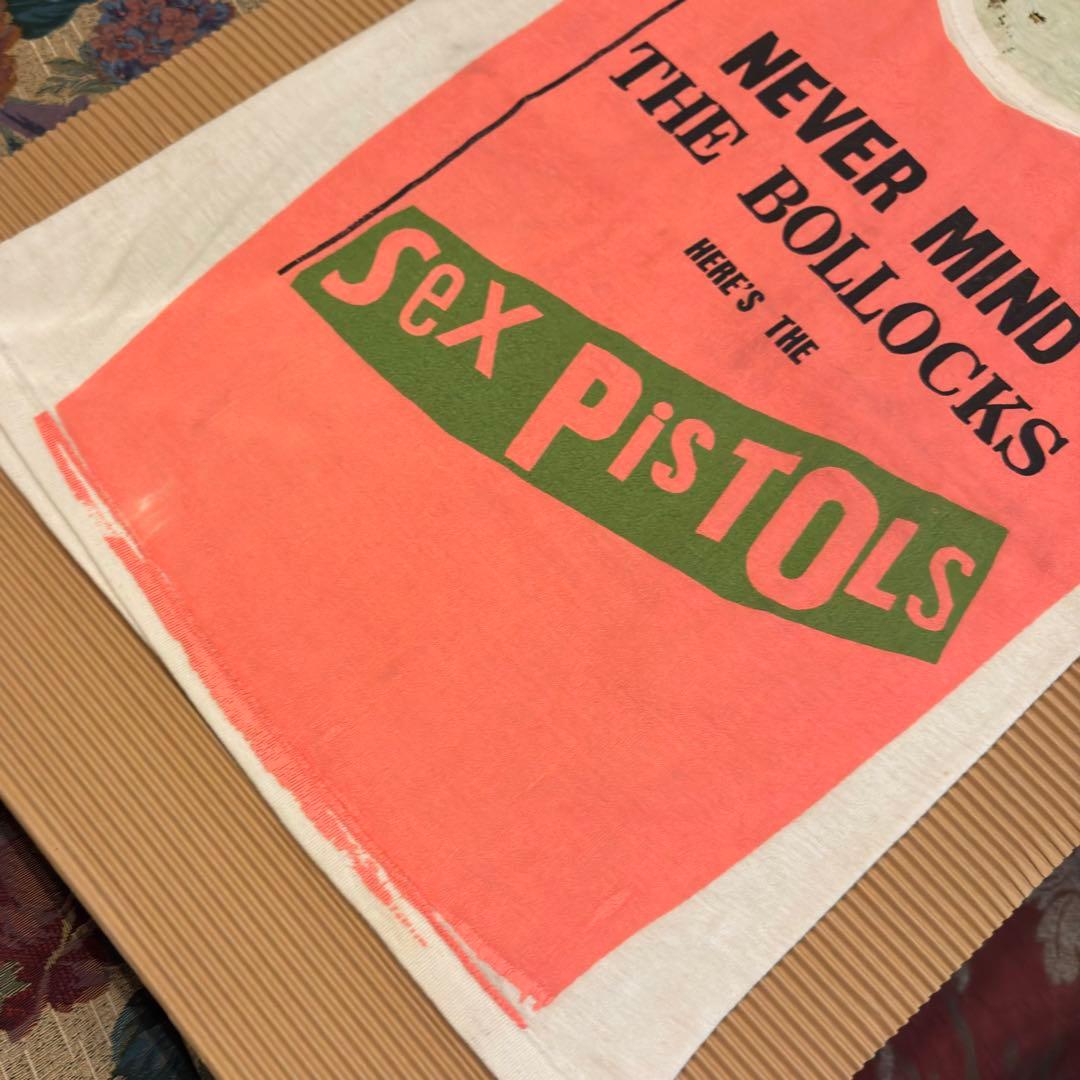 NEVER MIND
THE BOLLOCKS
HERE'S THE
Sex PiSTOLS